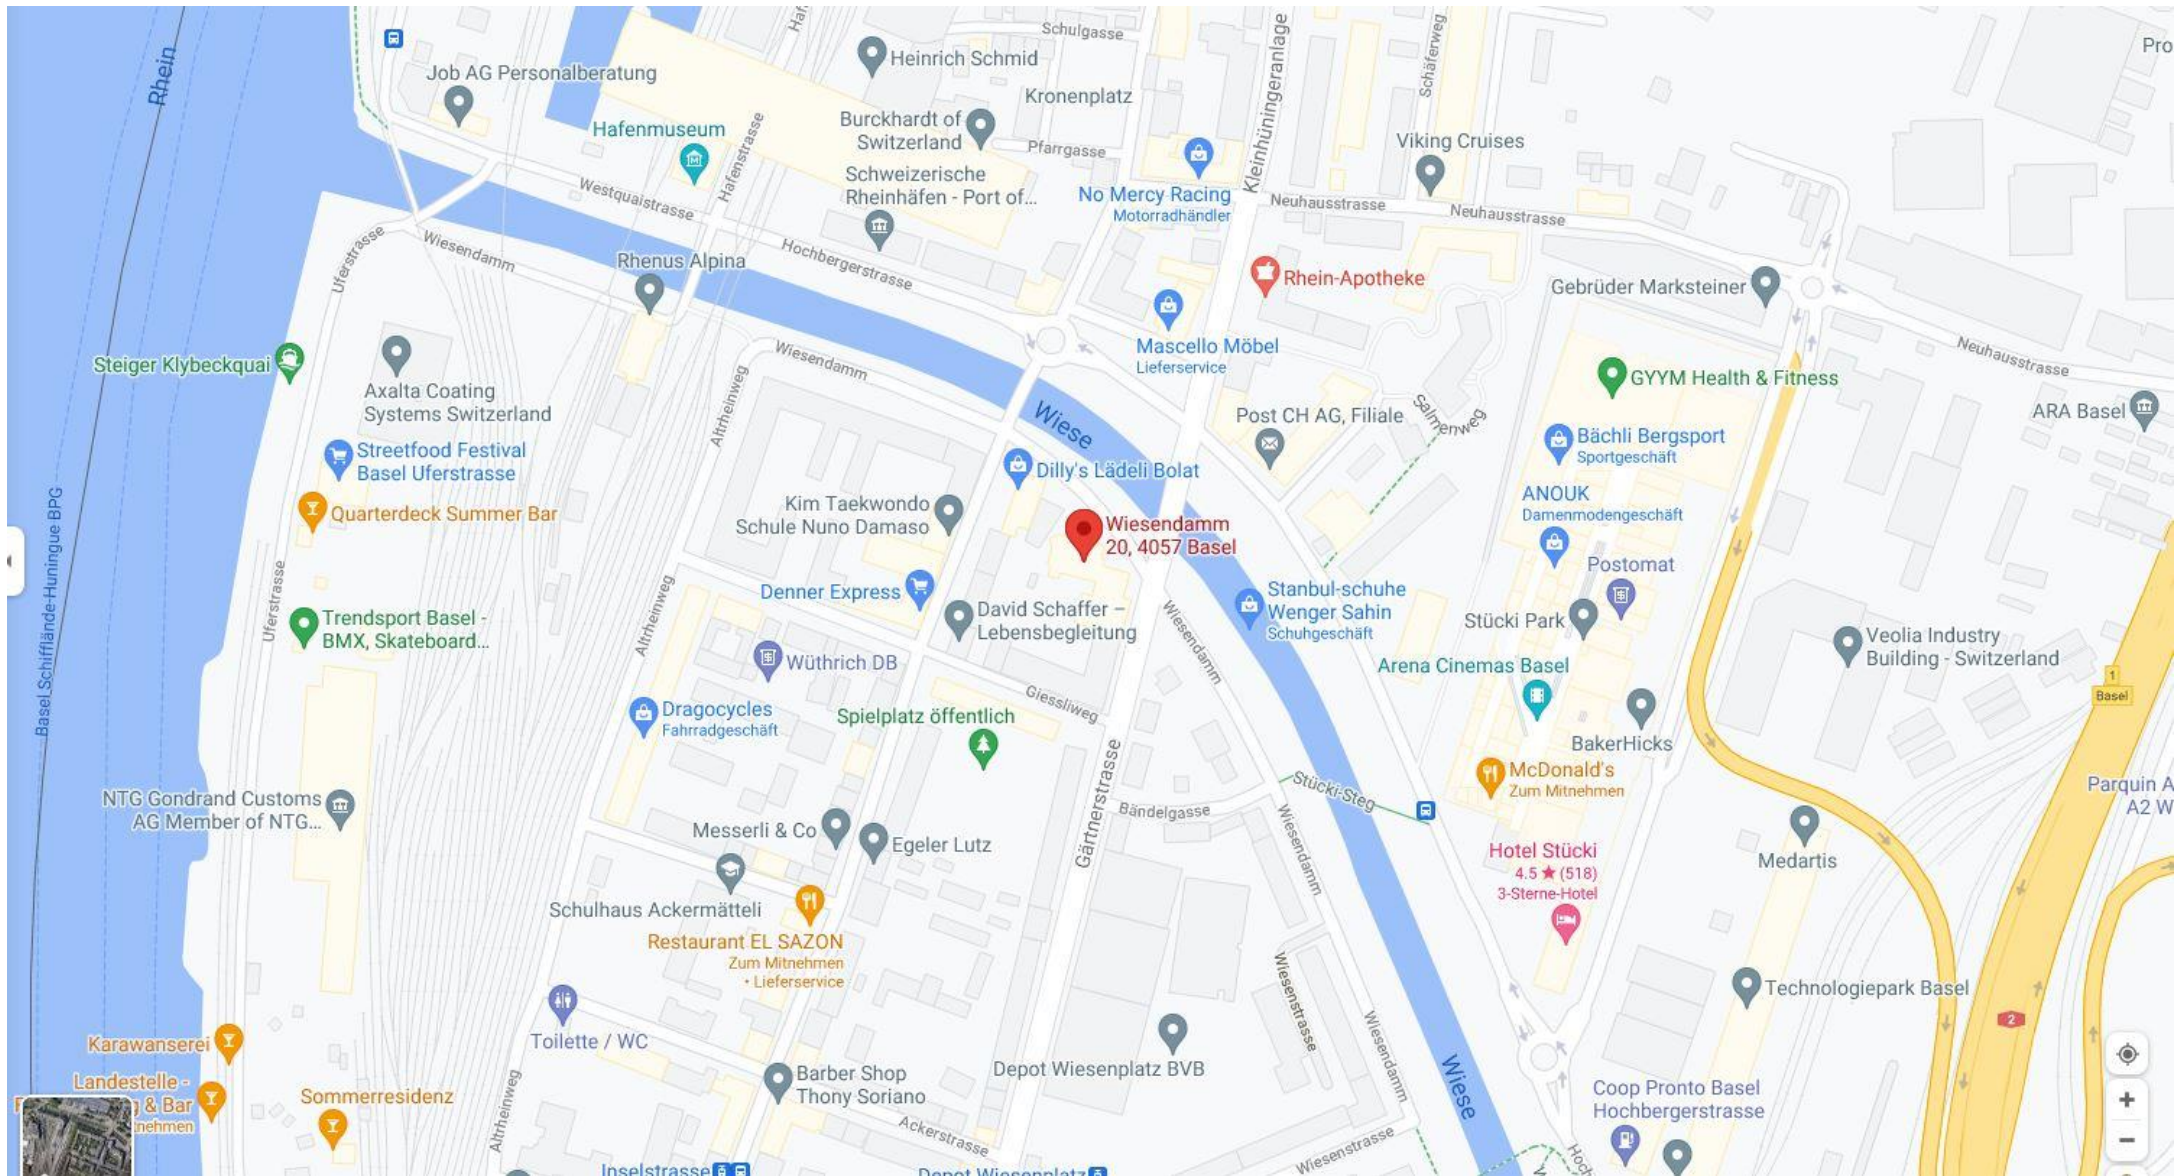 Rhein
Job AG Personalberatung
Hafenmuseum
Hafenstrasse
Heinrich Schmid
Schulgasse
Kronenplatz
Burckhardt of
Switzerland
Pfarrgasse
Kleinhüningeranlage
Schäferweg
Pro
Viking Cruises
Schweizerische
Rheinhäfen - Port of...
No Mercy Racing
Motorradhändler
Neuhausstrasse
Neuhausstrasse
Westquaistrasse
Uferstrasse
Wiesendamm
Rhenus Alpina
Hochbergerstrasse
Rhein-Apotheke
Gebrüder Marksteiner
Neuhausstrasse
Mascello Möbel
Lieferservice
Steiger Klybeckquai
Wiesendamm
Axalta Coating
Systems Switzerland
Altrheinweg
Wiese
Post CH AG, Filiale
Salmenweg
GYYM Health & Fitness
ARA Basel
Streetfood Festival
Basel Uferstrasse
Dilly's Lädeli Bolat
Bächli Bergsport
Sportgeschäft
Quarterdeck Summer Bar
Kim Taekwondo
Schule Nuno Damaso
ANOUK
Damenmodengeschäft
Wiesendamm
20, 4057 Basel
Postomat
Basel Schifflände-Huningue BPG
Uferstrasse
Altrheinweg
Denner Express
David Schaffer –
Lebensbegleitung
Wiesendamm
Stanbul-schuhe
Wenger Sahin
Schuhgeschäft
Stücki Park
Trendsport Basel -
BMX, Skateboard...
Wüthrich DB
Arena Cinemas Basel
Veolia Industry
Building - Switzerland
1
Basel
Dragocycles
Fahrradgeschäft
Spielplatz öffentlich
Giessliweg
BakerHicks
McDonald's
Zum Mitnehmen
Stücki-Steg
Parquin A
A2 W
NTG Gondrand Customs
AG Member of NTG...
Bändelgasse
Gärtnerstrasse
Wiesendamm
Messerli & Co
Egeler Lutz
Hotel Stücki
4.5 ★ (518)
3-Sterne-Hotel
Medartis
Schulhaus Ackermätteli
Restaurant EL SAZON
Zum Mitnehmen
• Lieferservice
Wiesenstrasse
Technologiepark Basel
2
Toilette / WC
Karawanserei
Depot Wiesenplatz BVB
Wiesendamm
Wiese
Landestelle -
g & Bar
Sommerresidenz
Barber Shop
Thony Soriano
Altrheinweg
Ackerstrasse
Coop Pronto Basel
Hochbergerstrasse
Inselstrasse
Depot Wiesenplatz
Wiesenstrasse
Hoch